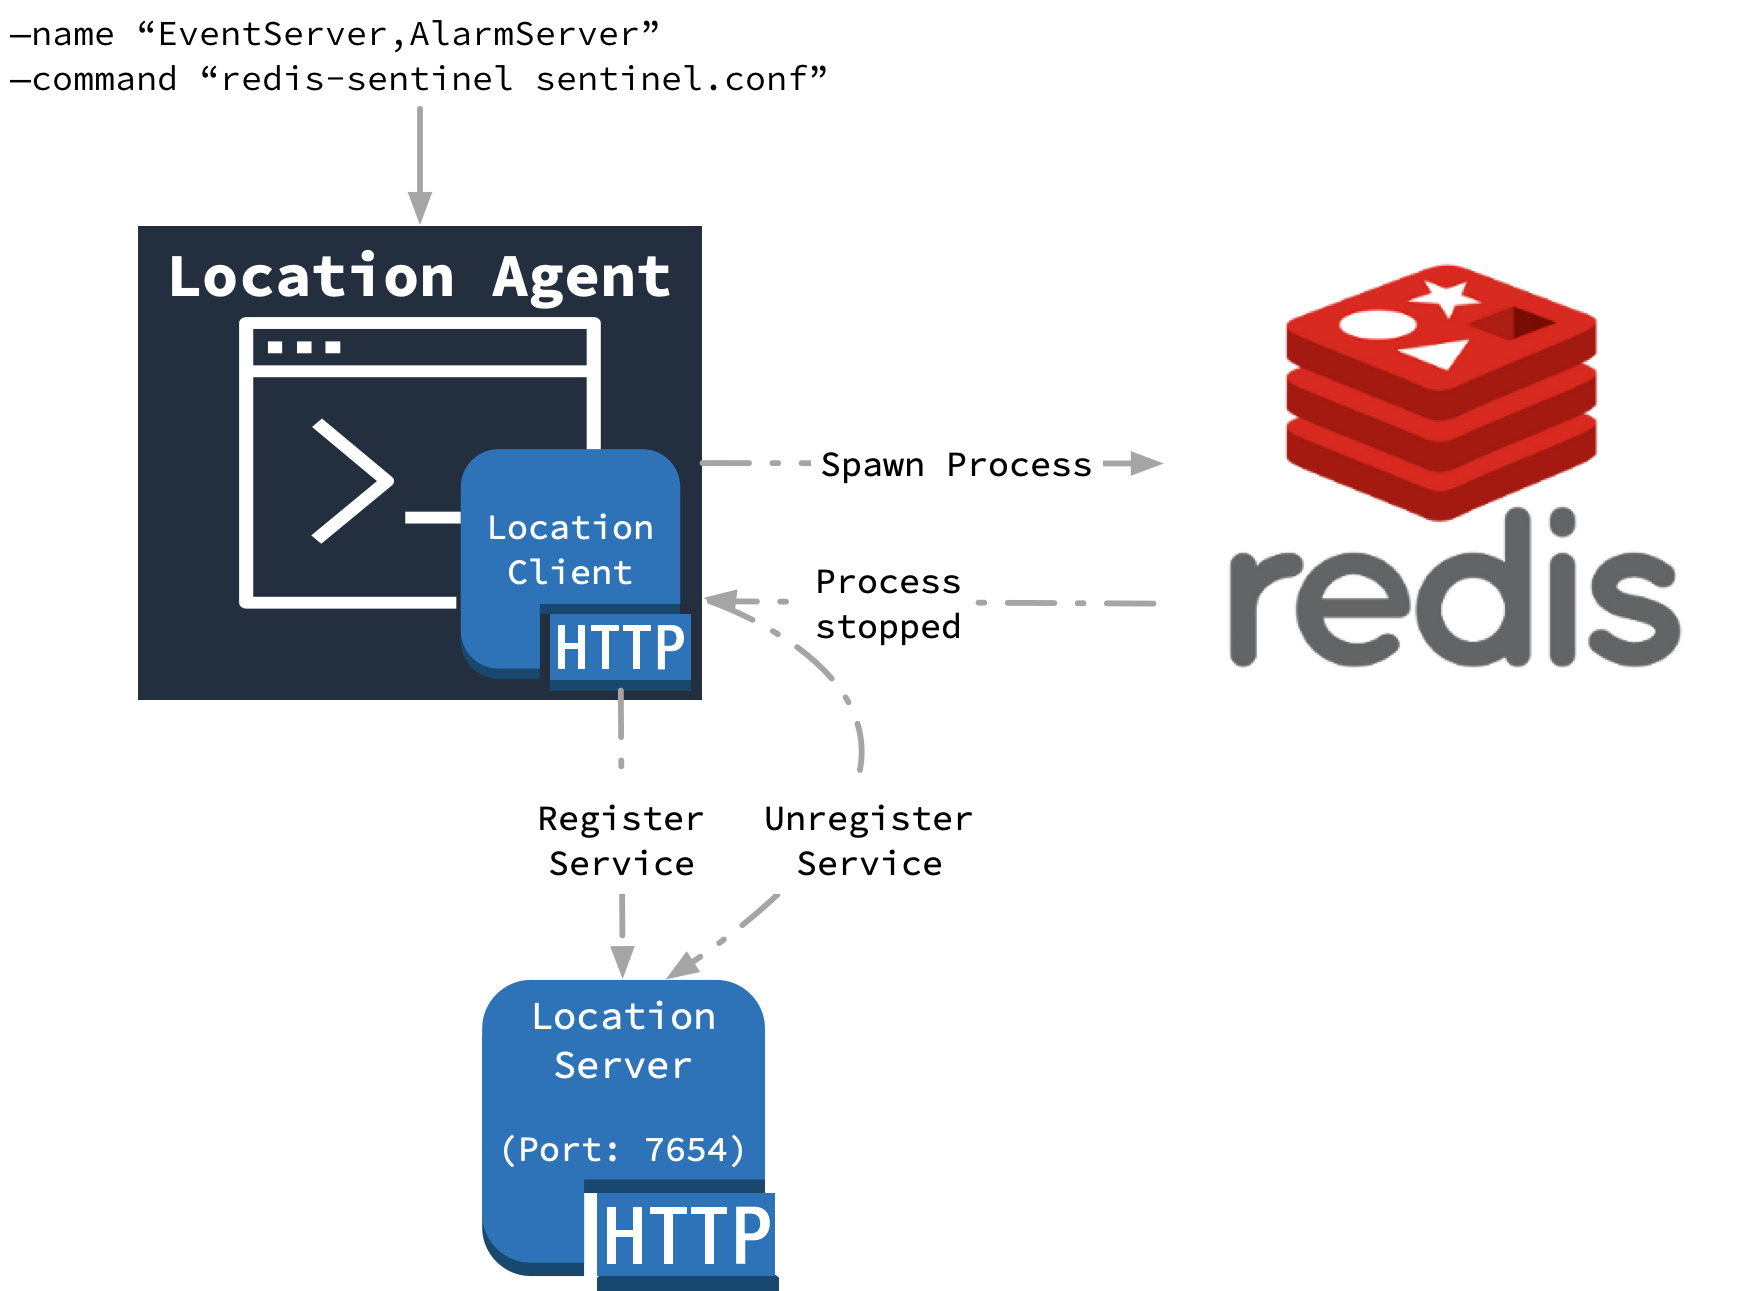 —name “EventServer,AlarmServer”
—command “redis-sentinel sentinel.conf”
Location Agent
Location
Client
HTTP
Spawn Process
Process
stopped
redis
Register
Service
Unregister
Service
Location
Server
(Port: 7654)
HTTP